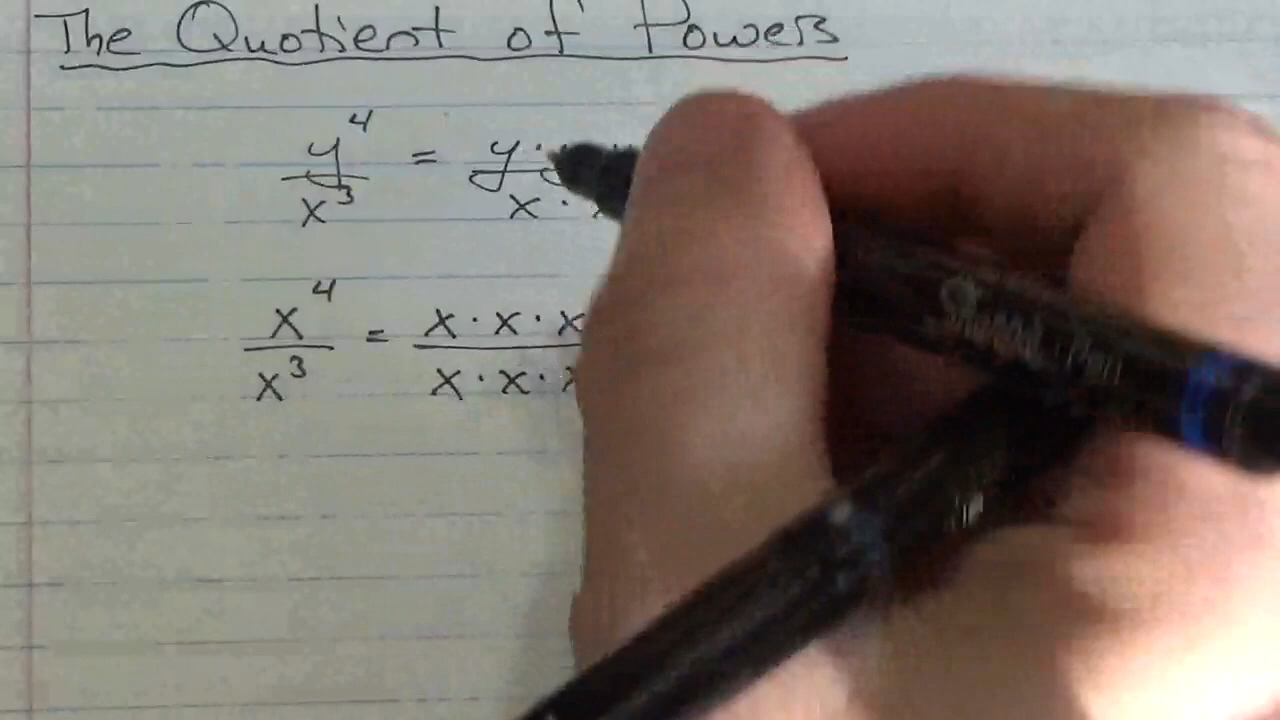 The Quotient of Powers
y⁴ / x³ = y · / x ·
x⁴ / x³ = x · x · x / x · x · x